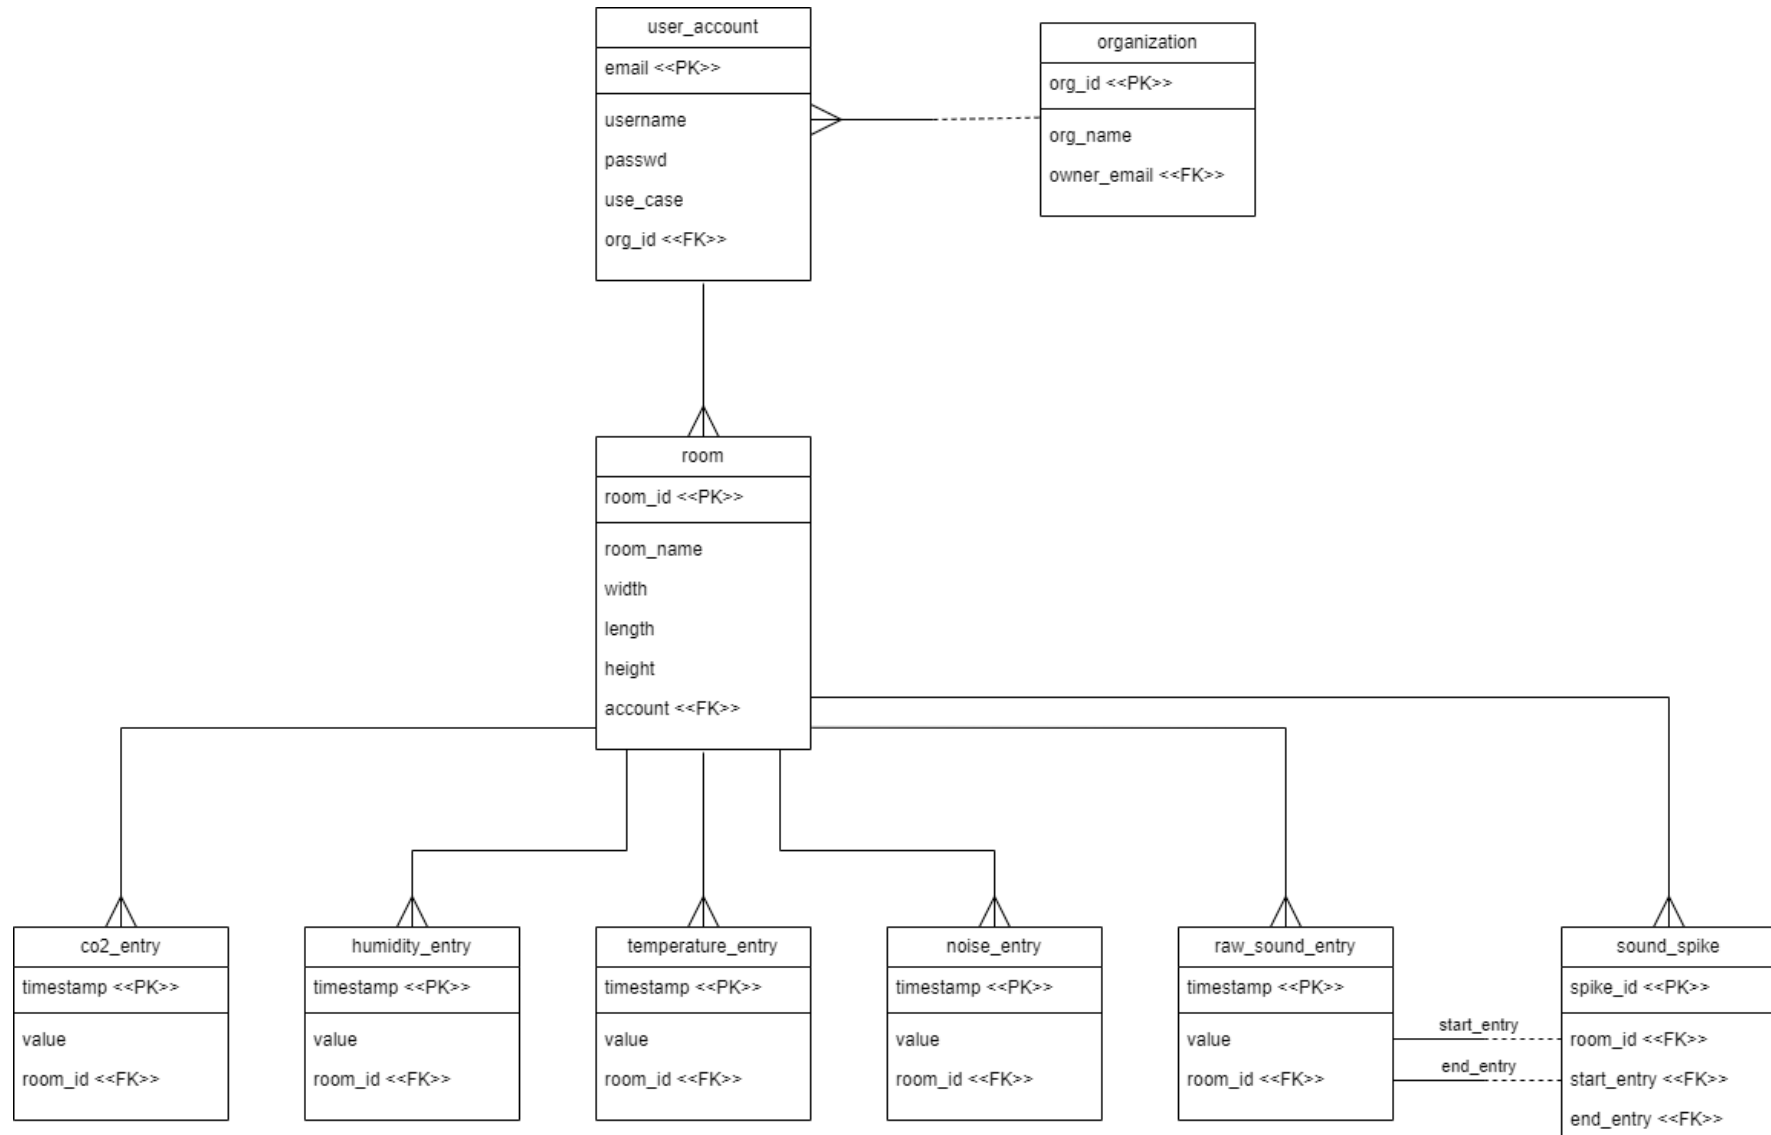 user_account
email <<PK>>
username
passwd
use_case
org_id <<FK>>
organization
org_id <<PK>>
org_name
owner_email <<FK>>
room
room_id <<PK>>
room_name
width
length
height
account <<FK>>
co2_entry
timestamp <<PK>>
value
room_id <<FK>>
humidity_entry
timestamp <<PK>>
value
room_id <<FK>>
temperature_entry
timestamp <<PK>>
value
room_id <<FK>>
noise_entry
timestamp <<PK>>
value
room_id <<FK>>
raw_sound_entry
timestamp <<PK>>
value
room_id <<FK>>
start_entry
end_entry
sound_spike
spike_id <<PK>>
room_id <<FK>>
start_entry <<FK>>
end_entry <<FK>>